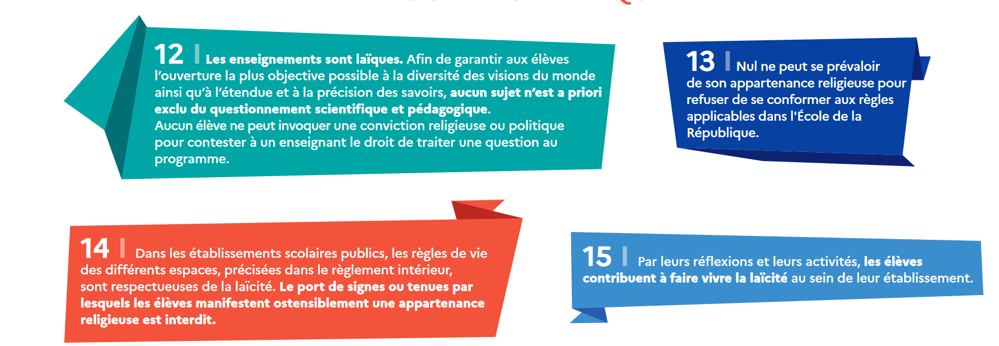 12 | Les enseignements sont laïques. Afin de garantir aux élèves
l’ouverture la plus objective possible à la diversité des visions du monde
ainsi qu’à l’étendue et à la précision des savoirs, aucun sujet n’est a priori
exclu du questionnement scientifique et pédagogique.
Aucun élève ne peut invoquer une conviction religieuse ou politique
pour contester à un enseignant le droit de traiter une question au
programme.
13 | Nul ne peut se prévaloir
de son appartenance religieuse pour
refuser de se conformer aux règles
applicables dans l'École de la
République.
14 | Dans les établissements scolaires publics, les règles de vie
des différents espaces, précisées dans le règlement intérieur,
sont respectueuses de la laïcité. Le port de signes ou tenues par
lesquels les élèves manifestent ostensiblement une appartenance
religieuse est interdit.
15 | Par leurs réflexions et leurs activités, les élèves
contribuent à faire vivre la laïcité au sein de leur établissement.